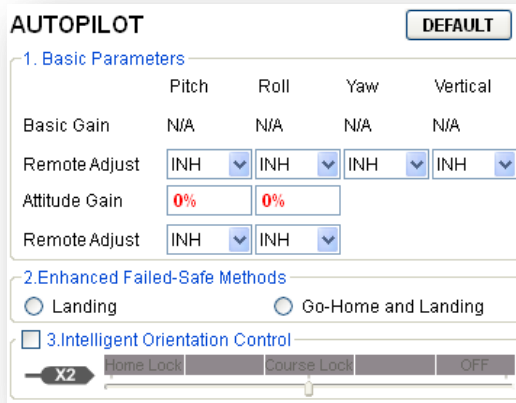 AUTOPILOT DEFAULT
1. Basic Parameters
Pitch Roll Yaw Vertical
Basic Gain N/A N/A N/A N/A
Remote Adjust INH INH INH INH
Attitude Gain 0% 0%
Remote Adjust INH INH
2.Enhanced Failed-Safe Methods
Landing Go-Home and Landing
3.Intelligent Orientation Control
X2 Home Lock Course Lock OFF